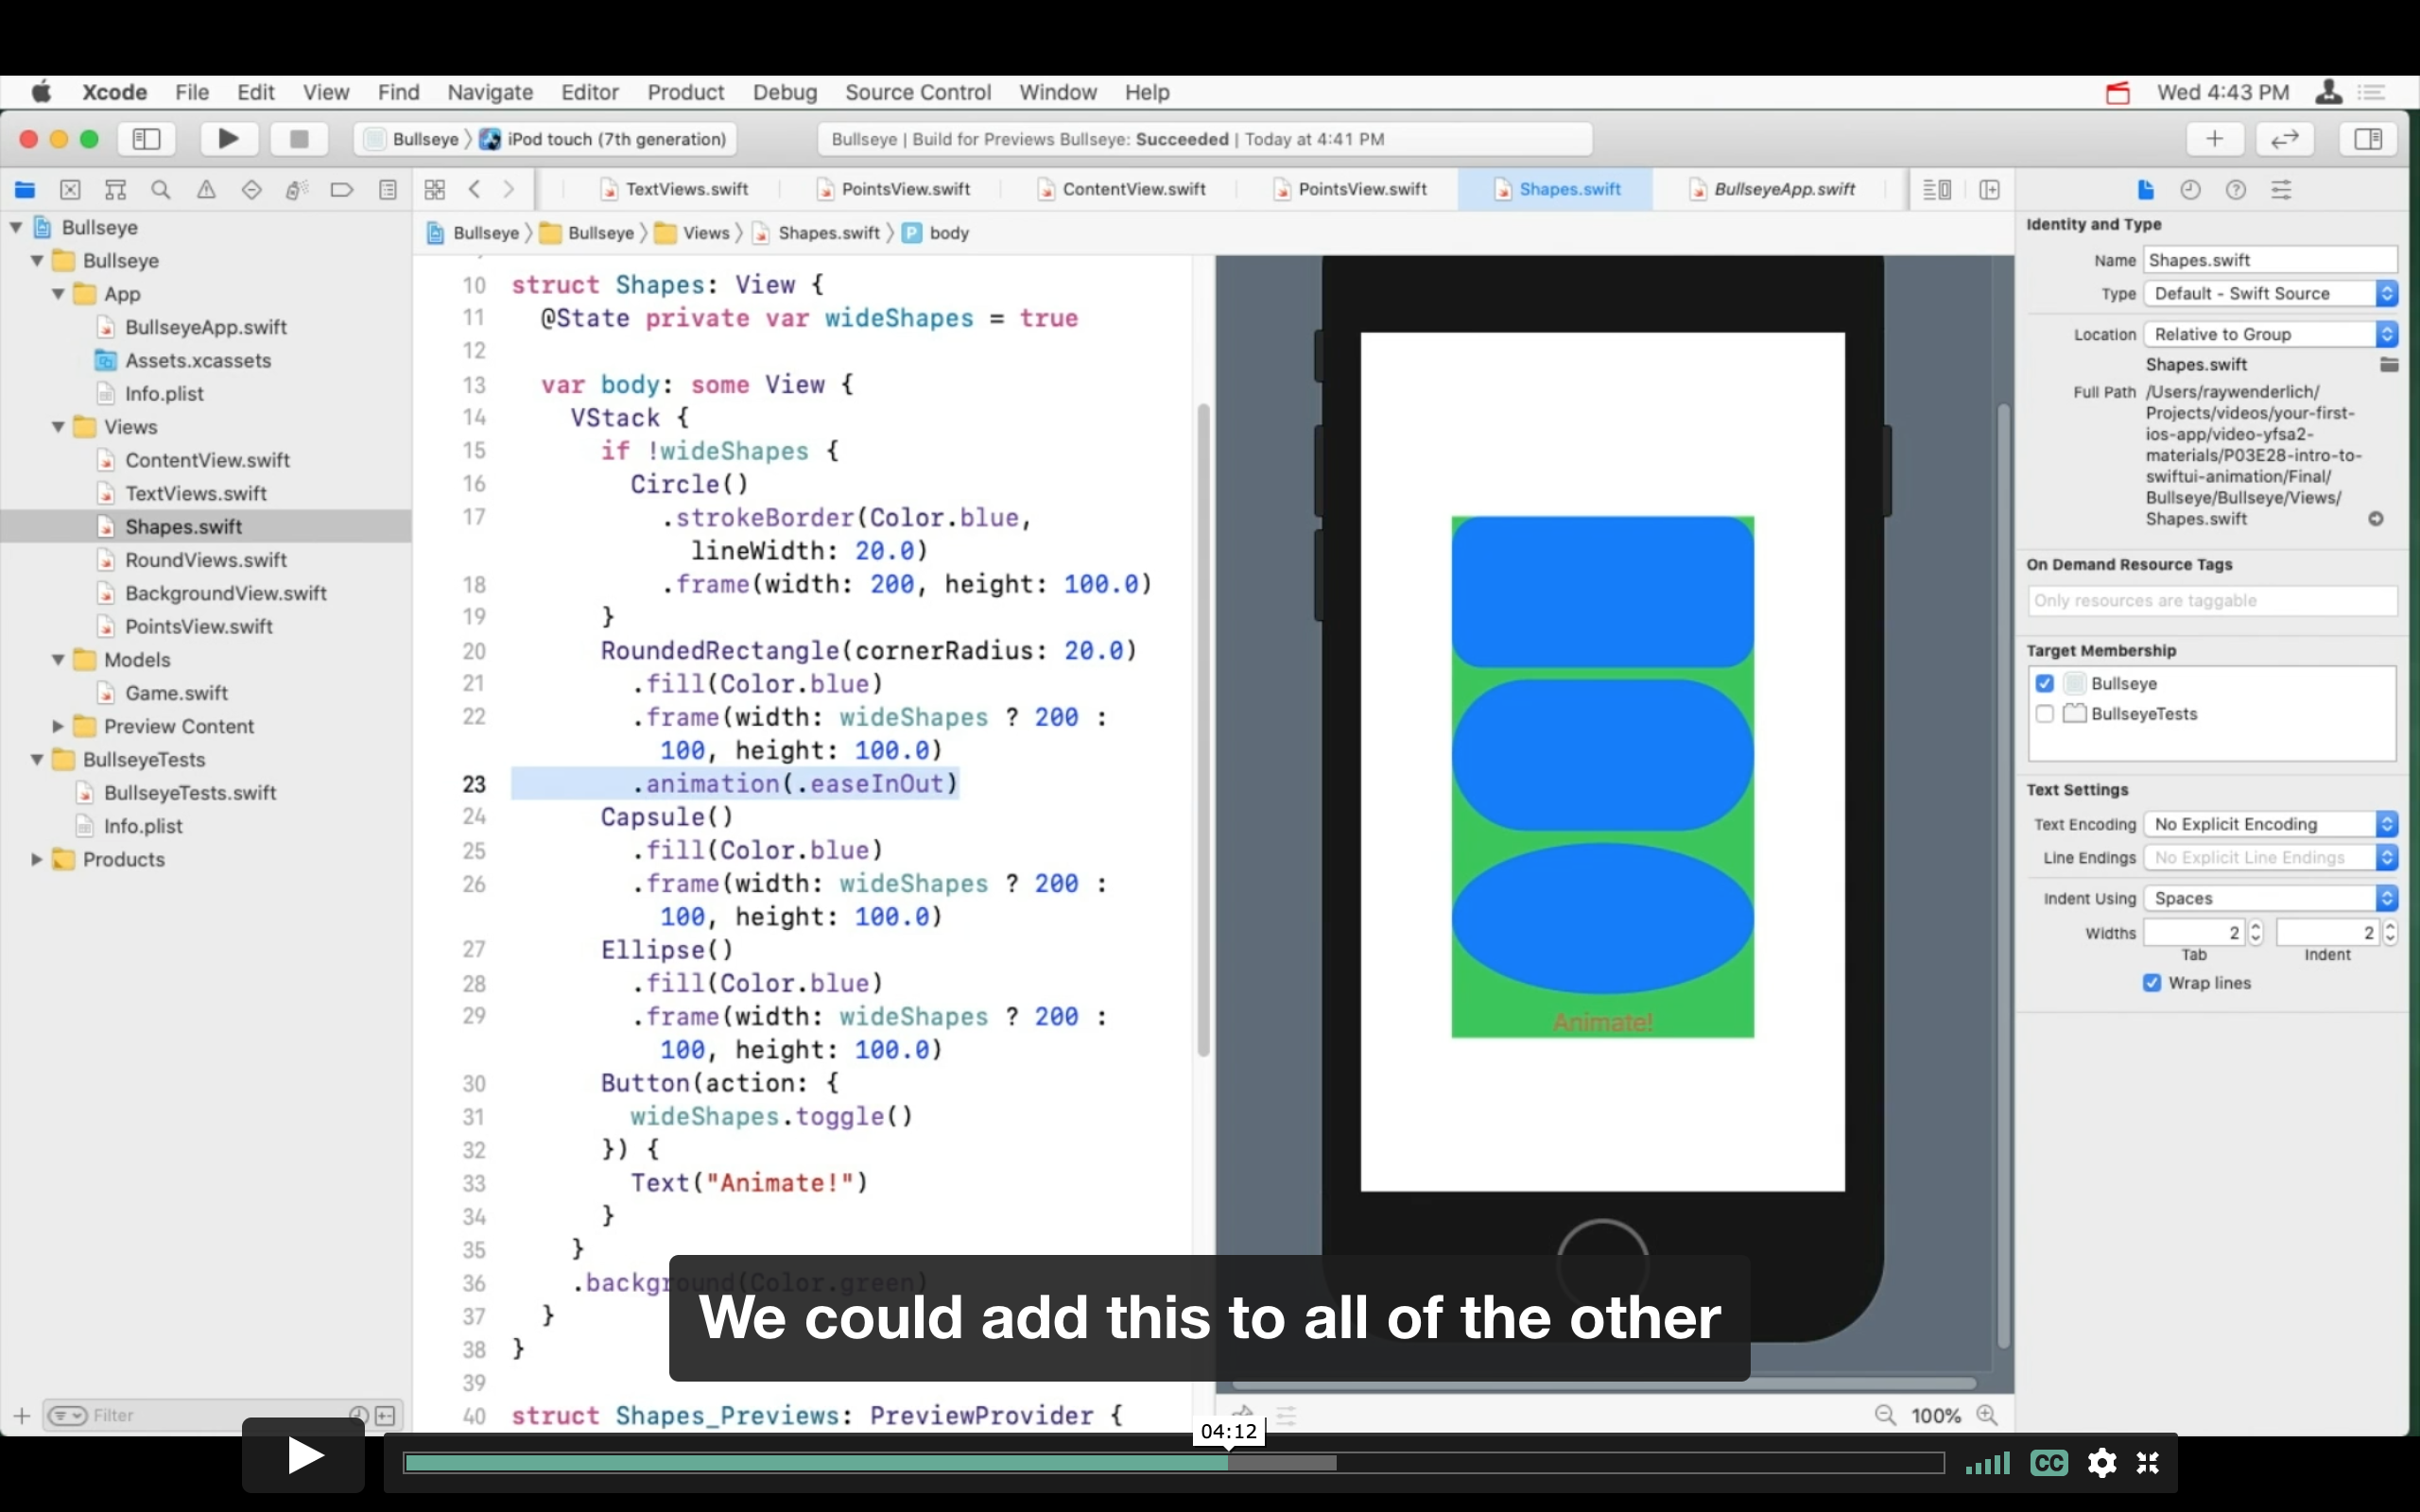 Xcode File Edit View Find Navigate Editor Product Debug Source Control Window Help Wed 4:43 PM
Bullseye 〉 iPod touch (7th generation) Bullseye | Build for Previews Bullseye: Succeeded | Today at 4:41 PM
TextViews.swift PointsView.swift ContentView.swift PointsView.swift Shapes.swift BullseyeApp.swift
Bullseye 〉 Bullseye 〉 Views 〉 Shapes.swift 〉 P body
Bullseye
Bullseye
App
BullseyeApp.swift
Assets.xcassets
Info.plist
Views
ContentView.swift
TextViews.swift
Shapes.swift
RoundViews.swift
BackgroundView.swift
PointsView.swift
Models
Game.swift
Preview Content
BullseyeTests
BullseyeTests.swift
Info.plist
Products
Filter
10 struct Shapes: View {
11 @State private var wideShapes = true
12
13 var body: some View {
14 VStack {
15 if !wideShapes {
16 Circle()
17 .strokeBorder(Color.blue,
lineWidth: 20.0)
18 .frame(width: 200, height: 100.0)
19 }
20 RoundedRectangle(cornerRadius: 20.0)
21 .fill(Color.blue)
22 .frame(width: wideShapes ? 200 :
100, height: 100.0)
23 .animation(.easeInOut)
24 Capsule()
25 .fill(Color.blue)
26 .frame(width: wideShapes ? 200 :
100, height: 100.0)
27 Ellipse()
28 .fill(Color.blue)
29 .frame(width: wideShapes ? 200 :
100, height: 100.0)
30 Button(action: {
31 wideShapes.toggle()
32 }) {
33 Text("Animate!")
34 }
35 }
36 .background(Color.green)
37 }
38 }
39
40 struct Shapes_Previews: PreviewProvider {
Animate!
100%
Identity and Type
Name Shapes.swift
Type Default - Swift Source
Location Relative to Group
Shapes.swift
Full Path /Users/raywenderlich/
Projects/videos/your-first-
ios-app/video-yfsa2-
materials/P03E28-intro-to-
swiftui-animation/Final/
Bullseye/Bullseye/Views/
Shapes.swift
On Demand Resource Tags
Only resources are taggable
Target Membership
Bullseye
BullseyeTests
Text Settings
Text Encoding No Explicit Encoding
Line Endings No Explicit Line Endings
Indent Using Spaces
Widths 2 2
Tab Indent
Wrap lines
We could add this to all of the other
04:12
CC